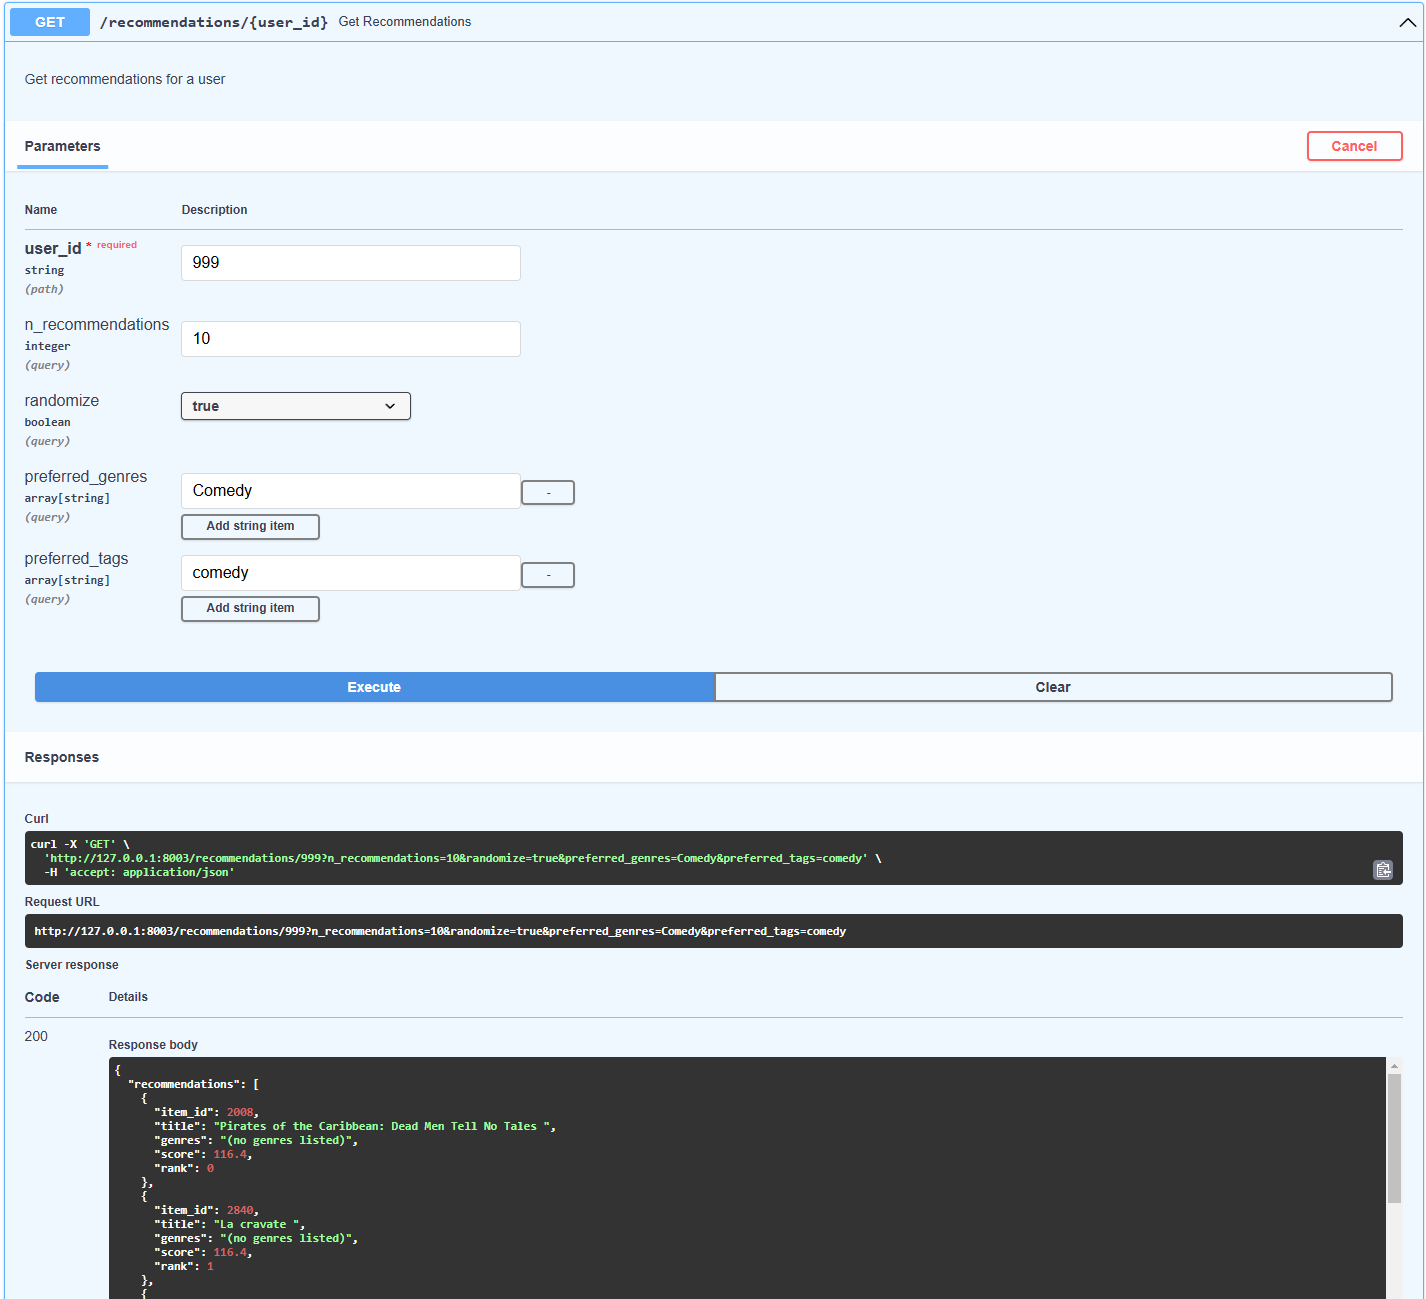 GET /recommendations/{user_id} Get Recommendations
Get recommendations for a user
Parameters Cancel
Name Description
user_id * required
string
(path)
999
n_recommendations
integer
(query)
10
randomize
boolean
(query)
true
preferred_genres
array[string]
(query)
Comedy -
Add string item
preferred_tags
array[string]
(query)
comedy -
Add string item
Execute Clear
Responses
Curl
curl -X 'GET' \
'http://127.0.0.1:8003/recommendations/999?n_recommendations=10&randomize=true&preferred_genres=Comedy&preferred_tags=comedy' \
-H 'accept: application/json'
Request URL
http://127.0.0.1:8003/recommendations/999?n_recommendations=10&randomize=true&preferred_genres=Comedy&preferred_tags=comedy
Server response
Code Details
200
Response body
{
"recommendations": [
{
"item_id": 2008,
"title": "Pirates of the Caribbean: Dead Men Tell No Tales ",
"genres": "(no genres listed)",
"score": 116.4,
"rank": 0
},
{
"item_id": 2840,
"title": "La cravate ",
"genres": "(no genres listed)",
"score": 116.4,
"rank": 1
},
{